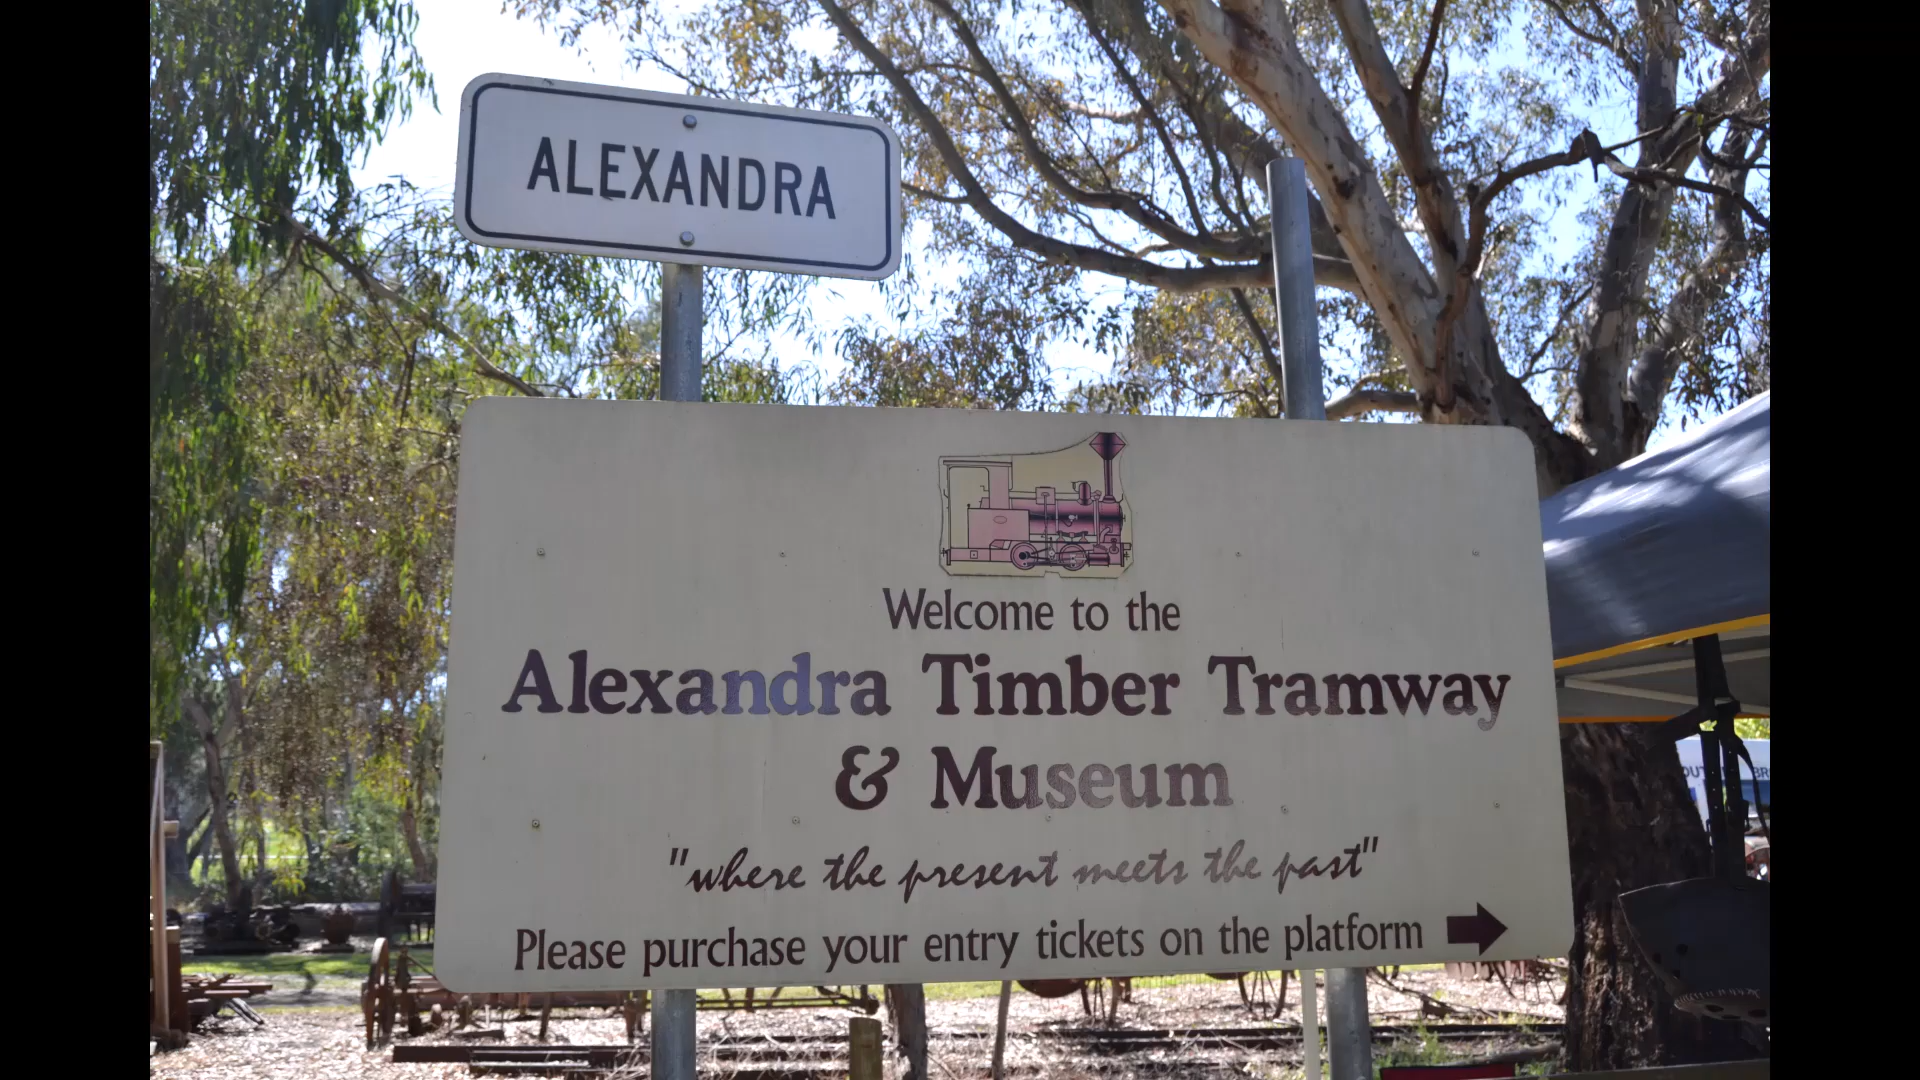 ALEXANDRA
Welcome to the
Alexandra Timber Tramway
& Museum
"where the present meets the past"
Please purchase your entry tickets on the platform